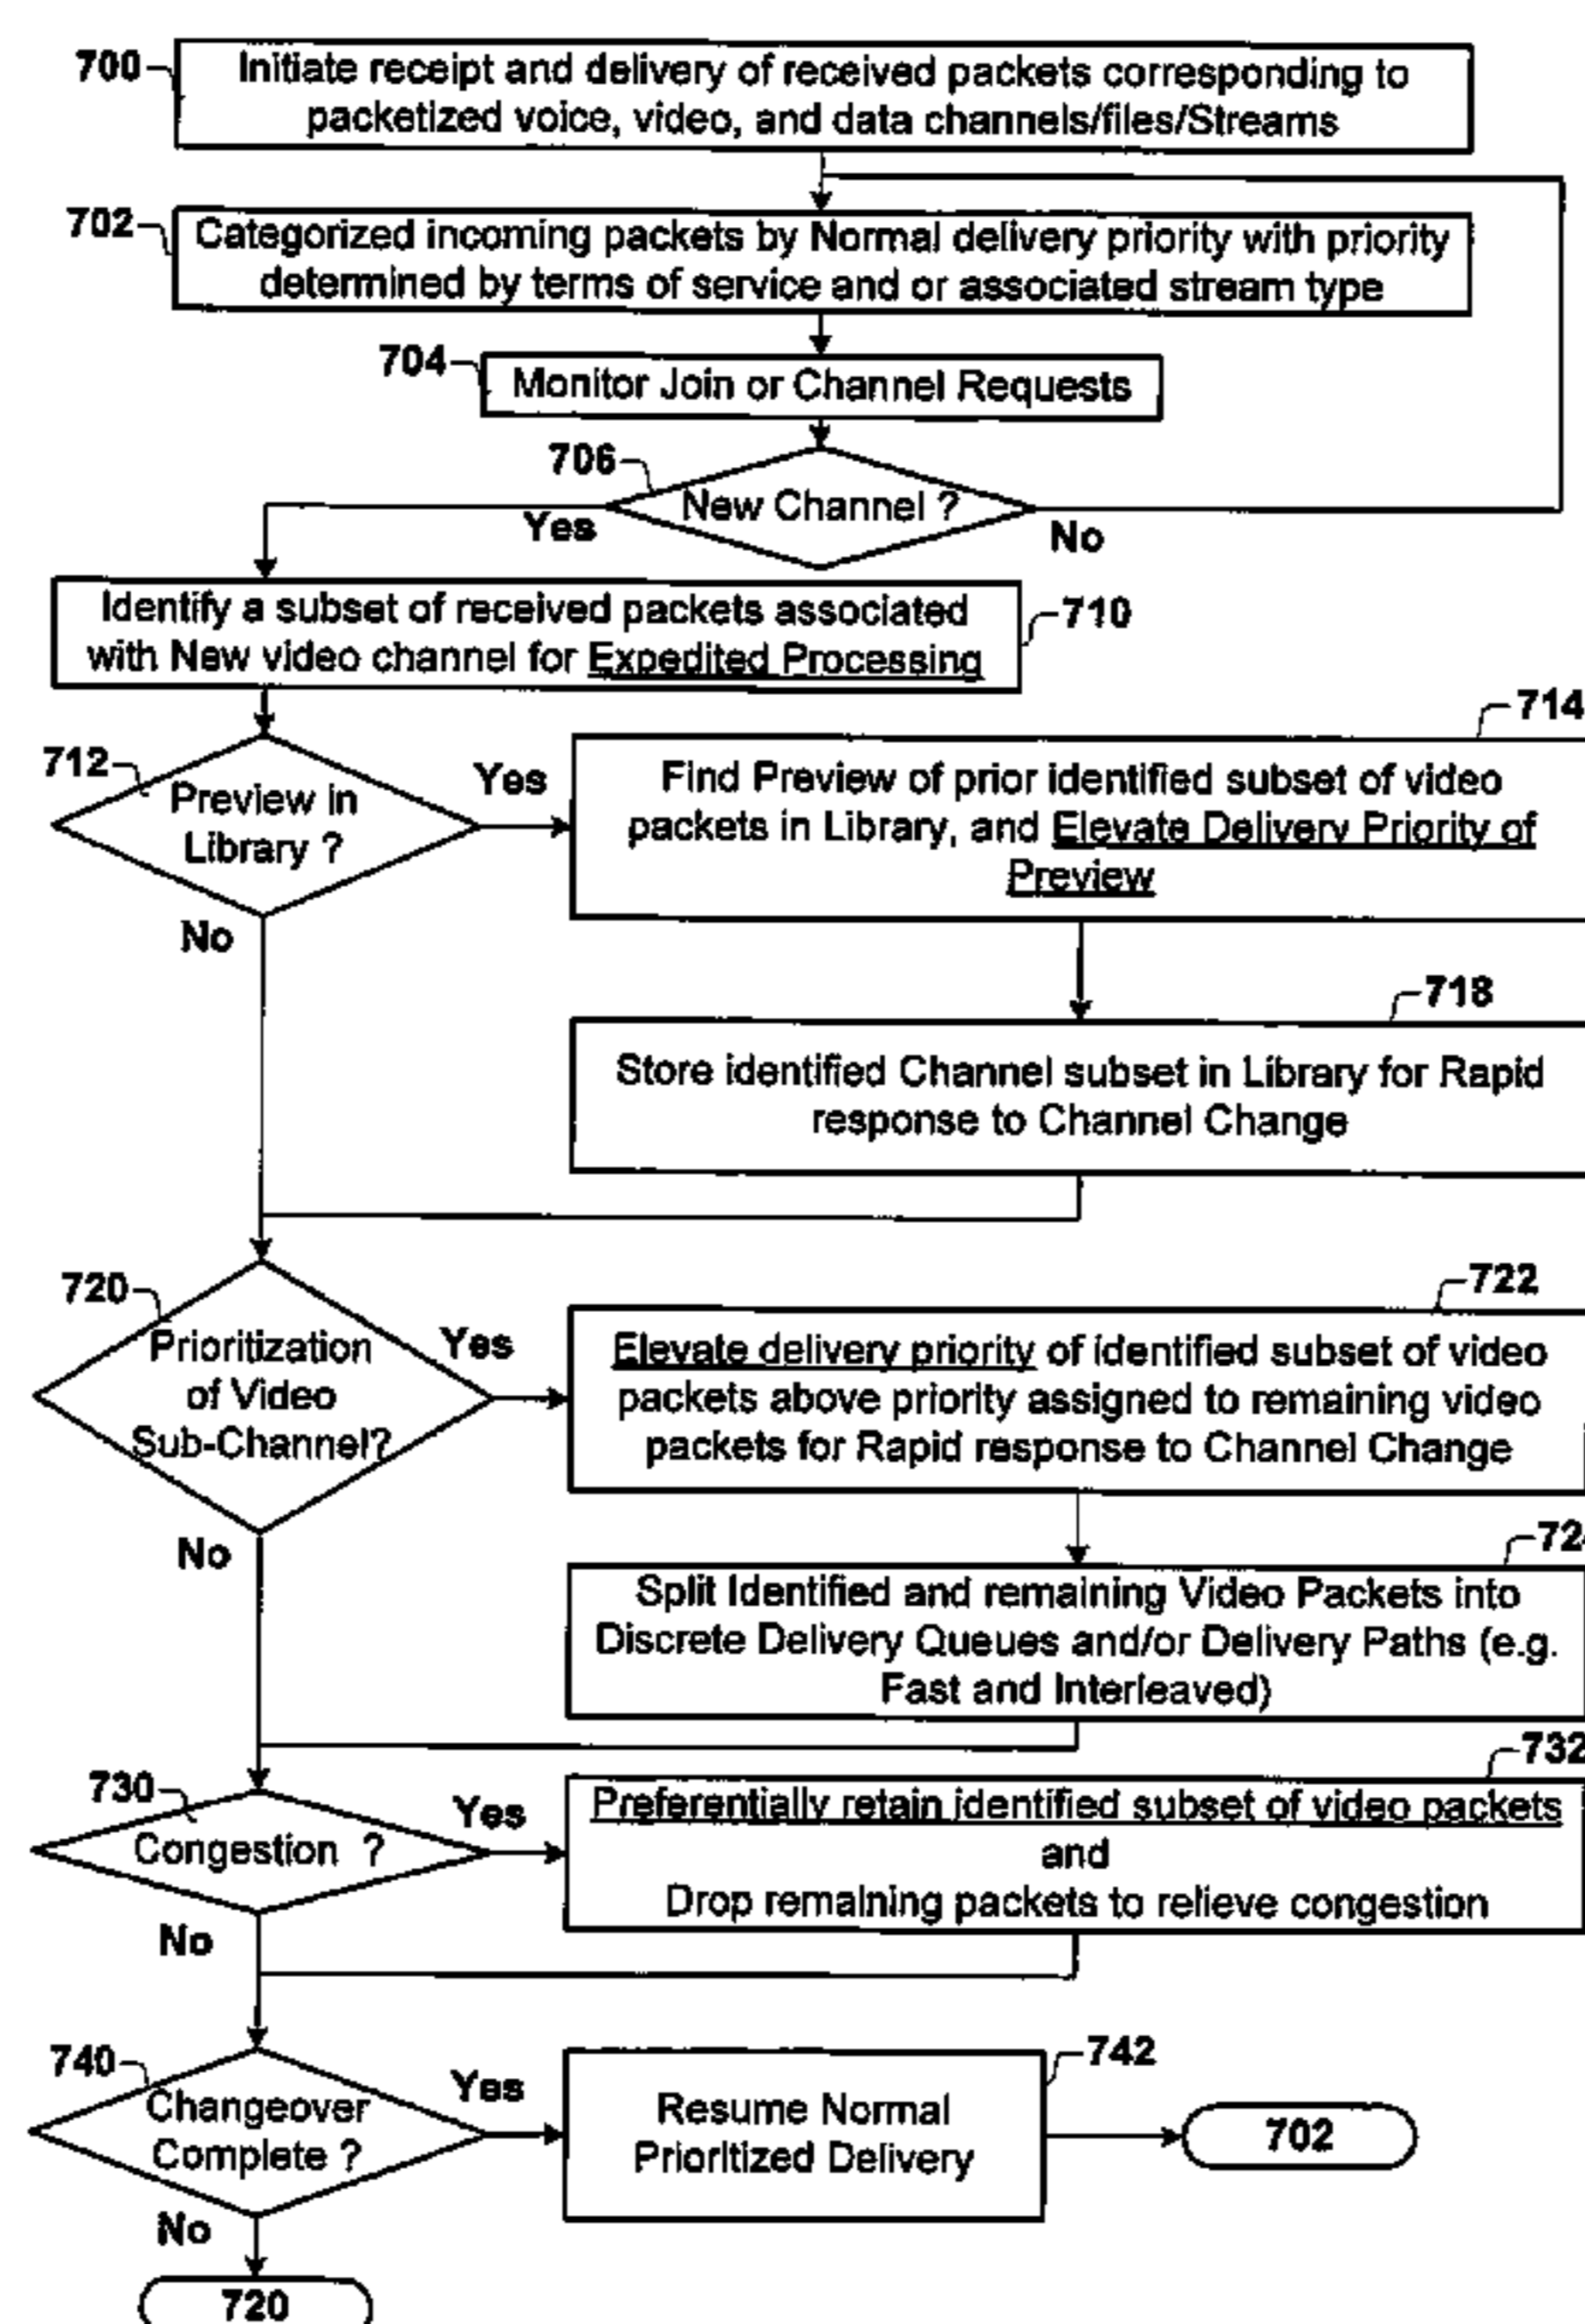 700
Initiate receipt and delivery of received packets corresponding to
packetized voice, video, and data channels/files/Streams
702
Categorized incoming packets by Normal delivery priority with priority
determined by terms of service and or associated stream type
704
Monitor Join or Channel Requests
706
New Channel ?
Yes
No
Identify a subset of received packets associated
with New video channel for Expedited Processing
710
712
Preview in
Library ?
Yes
No
714
Find Preview of prior identified subset of video
packets in Library, and Elevate Delivery Priority of
Preview
718
Store identified Channel subset in Library for Rapid
response to Channel Change
720
Prioritization
of Video
Sub-Channel?
Yes
No
722
Elevate delivery priority of identified subset of video
packets above priority assigned to remaining video
packets for Rapid response to Channel Change
Split Identified and remaining Video Packets into
Discrete Delivery Queues and/or Delivery Paths (e.g.
Fast and Interleaved)
730
Congestion ?
Yes
No
732
Preferentially retain identified subset of video packets
and
Drop remaining packets to relieve congestion
740
Changeover
Complete ?
Yes
No
742
Resume Normal
Prioritized Delivery
702
720